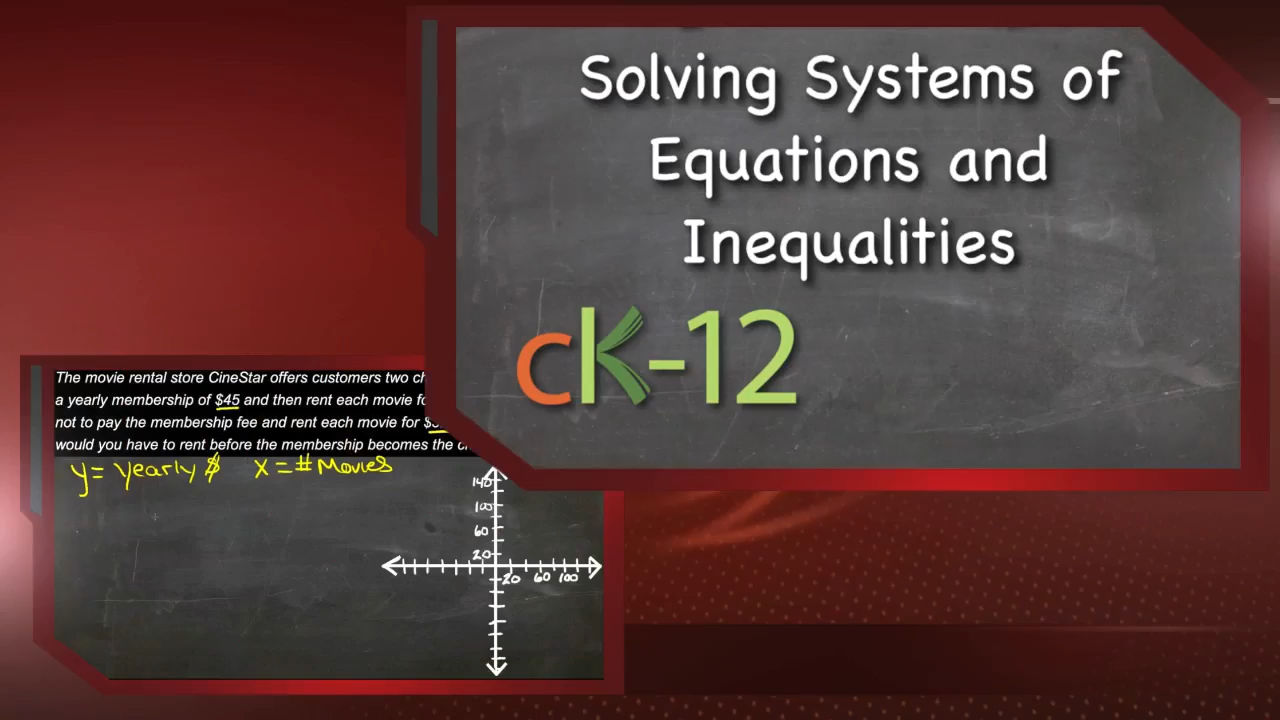 Solving Systems of
Equations and
Inequalities
cK-12
The movie rental store CineStar offers customers two
a yearly membership of $45 and then rent each movie
not to pay the membership fee and rent each movie for
would you have to rent before the membership becomes the
y = yearly $ x = # Movies
140
100
60
20
20 60 100